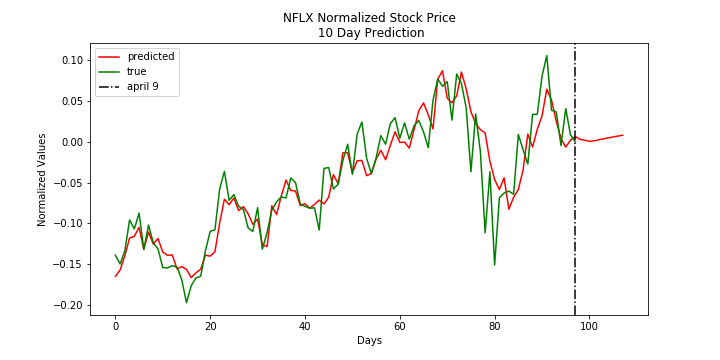 NFLX Normalized Stock Price
10 Day Prediction
predicted
true
april 9
0.10
0.05
0.00
−0.05
−0.10
−0.15
−0.20
Normalized Values
0
20
40
60
80
100
Days